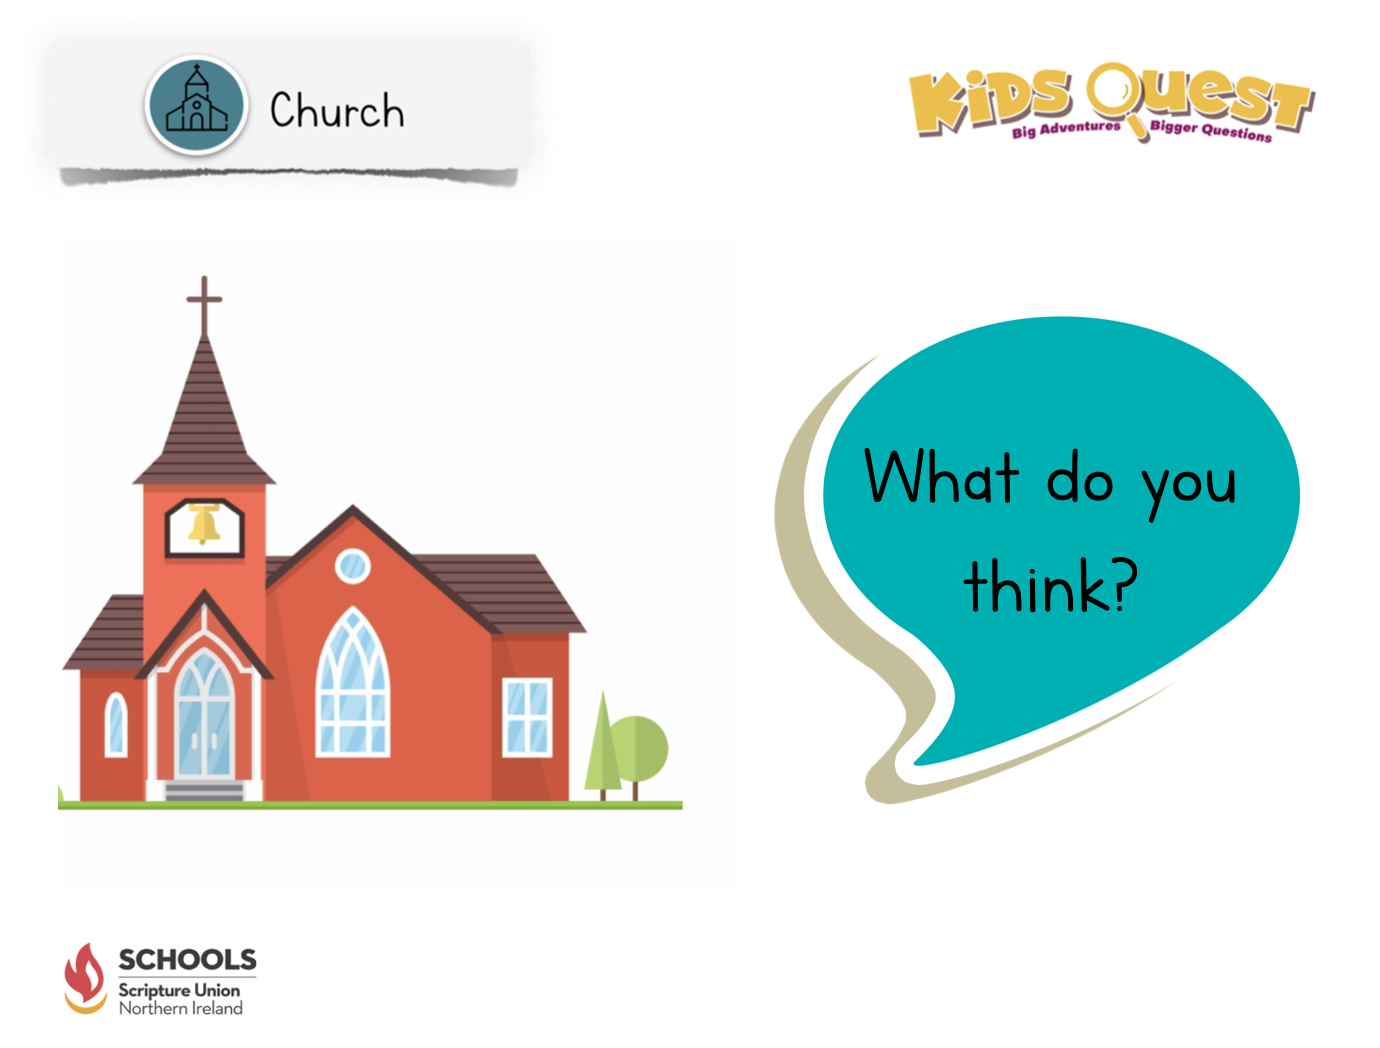 Church
KiDS QUEST
Big Adventures Bigger Questions
What do you
think?
SCHOOLS
Scripture Union
Northern Ireland